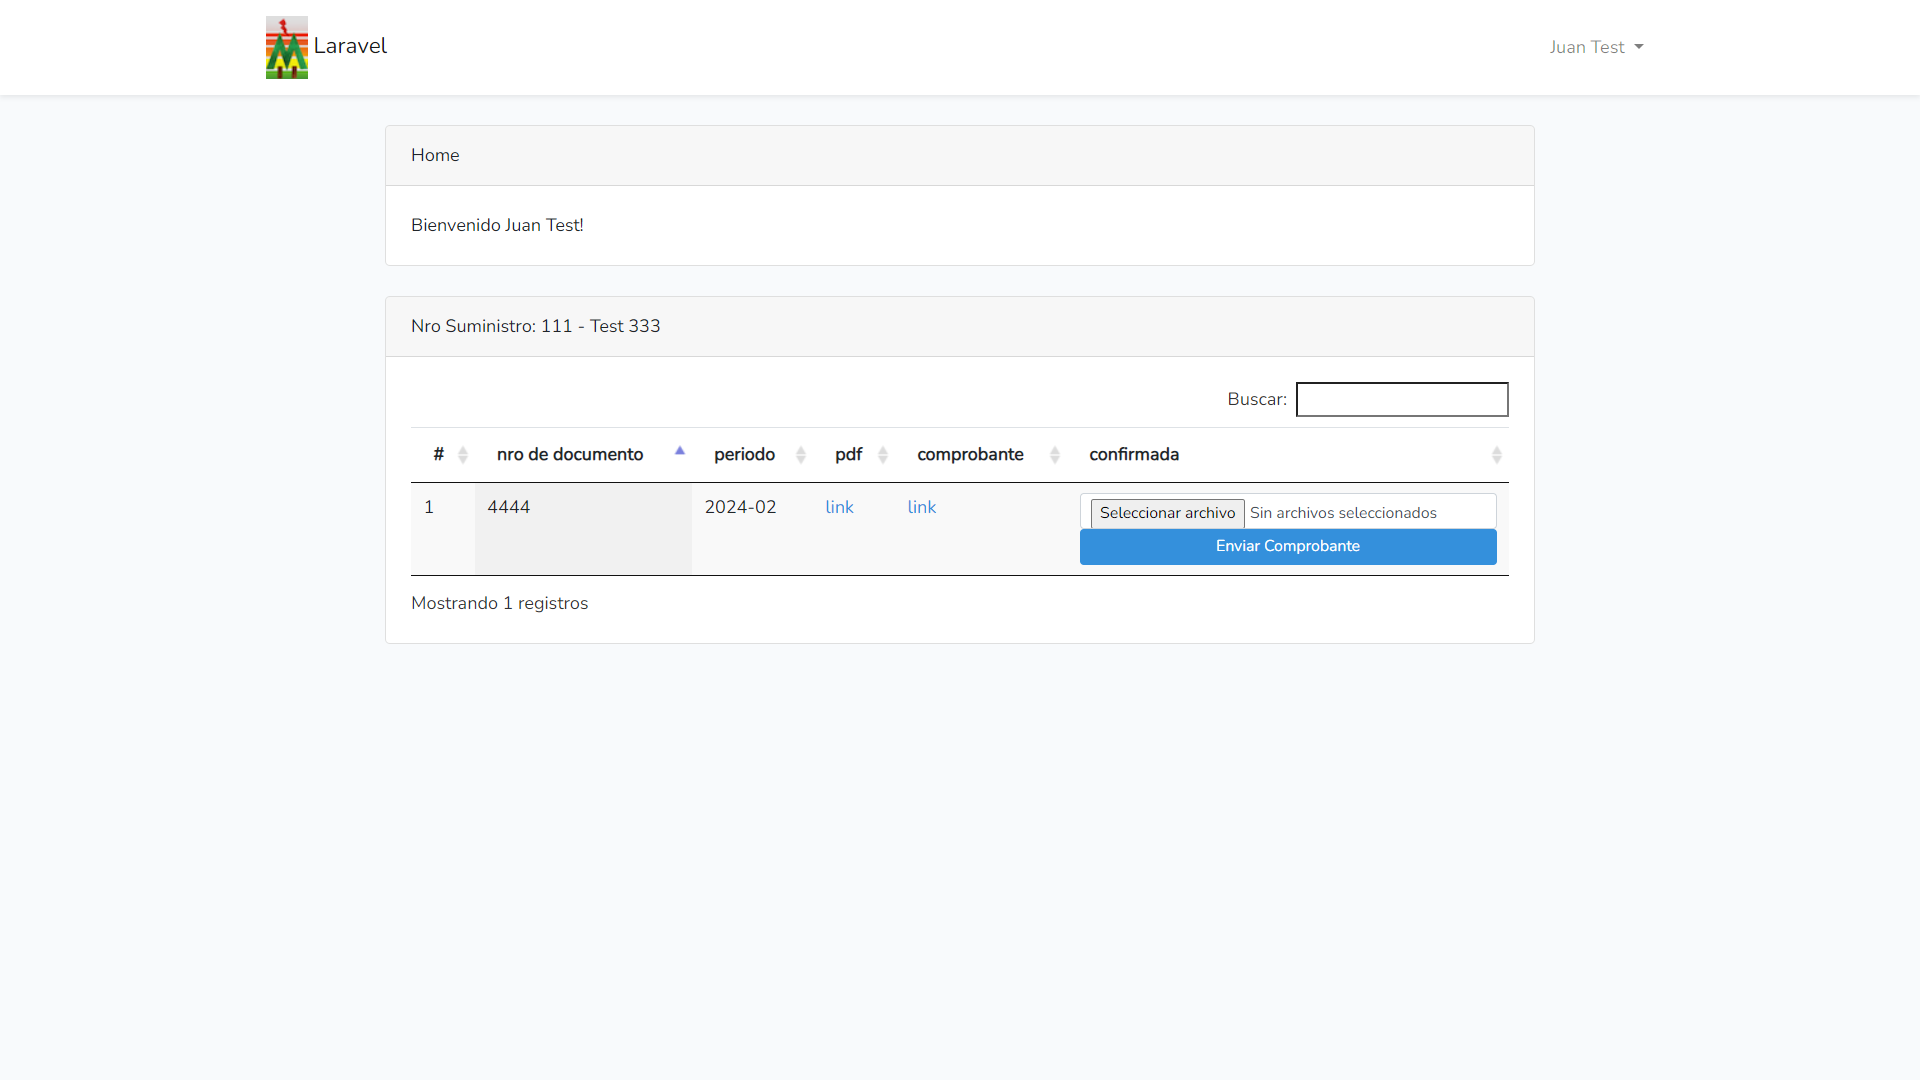 Laravel
Juan Test
Home
Bienvenido Juan Test!
Nro Suministro: 111 - Test 333
Buscar:
# nro de documento periodo pdf comprobante confirmada
1 4444 2024-02 link link Seleccionar archivo Sin archivos seleccionados
Enviar Comprobante
Mostrando 1 registros